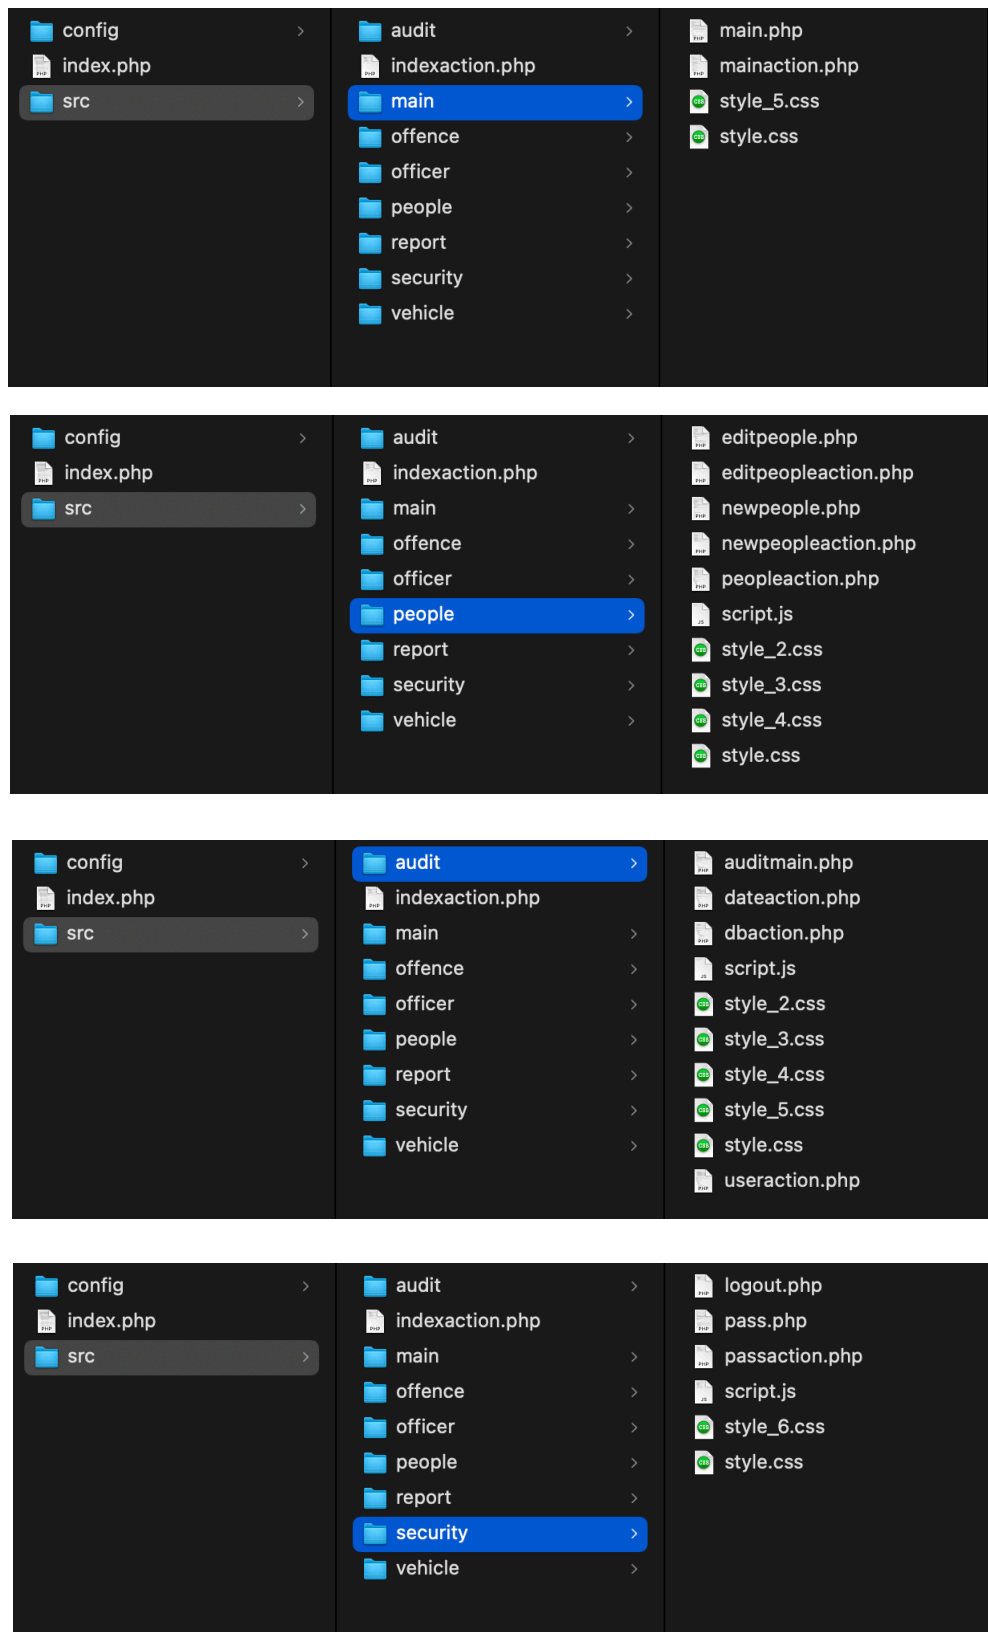 config
index.php
src
audit
indexaction.php
main
offence
officer
people
report
security
vehicle
main.php
mainaction.php
style_5.css
style.css
config
index.php
src
audit
indexaction.php
main
offence
officer
people
report
security
vehicle
editpeople.php
editpeopleaction.php
newpeople.php
newpeopleaction.php
peopleaction.php
script.js
style_2.css
style_3.css
style_4.css
style.css
config
index.php
src
audit
indexaction.php
main
offence
officer
people
report
security
vehicle
auditmain.php
dateaction.php
dbaction.php
script.js
style_2.css
style_3.css
style_4.css
style_5.css
style.css
useraction.php
config
index.php
src
audit
indexaction.php
main
offence
officer
people
report
security
vehicle
logout.php
pass.php
passaction.php
script.js
style_6.css
style.css